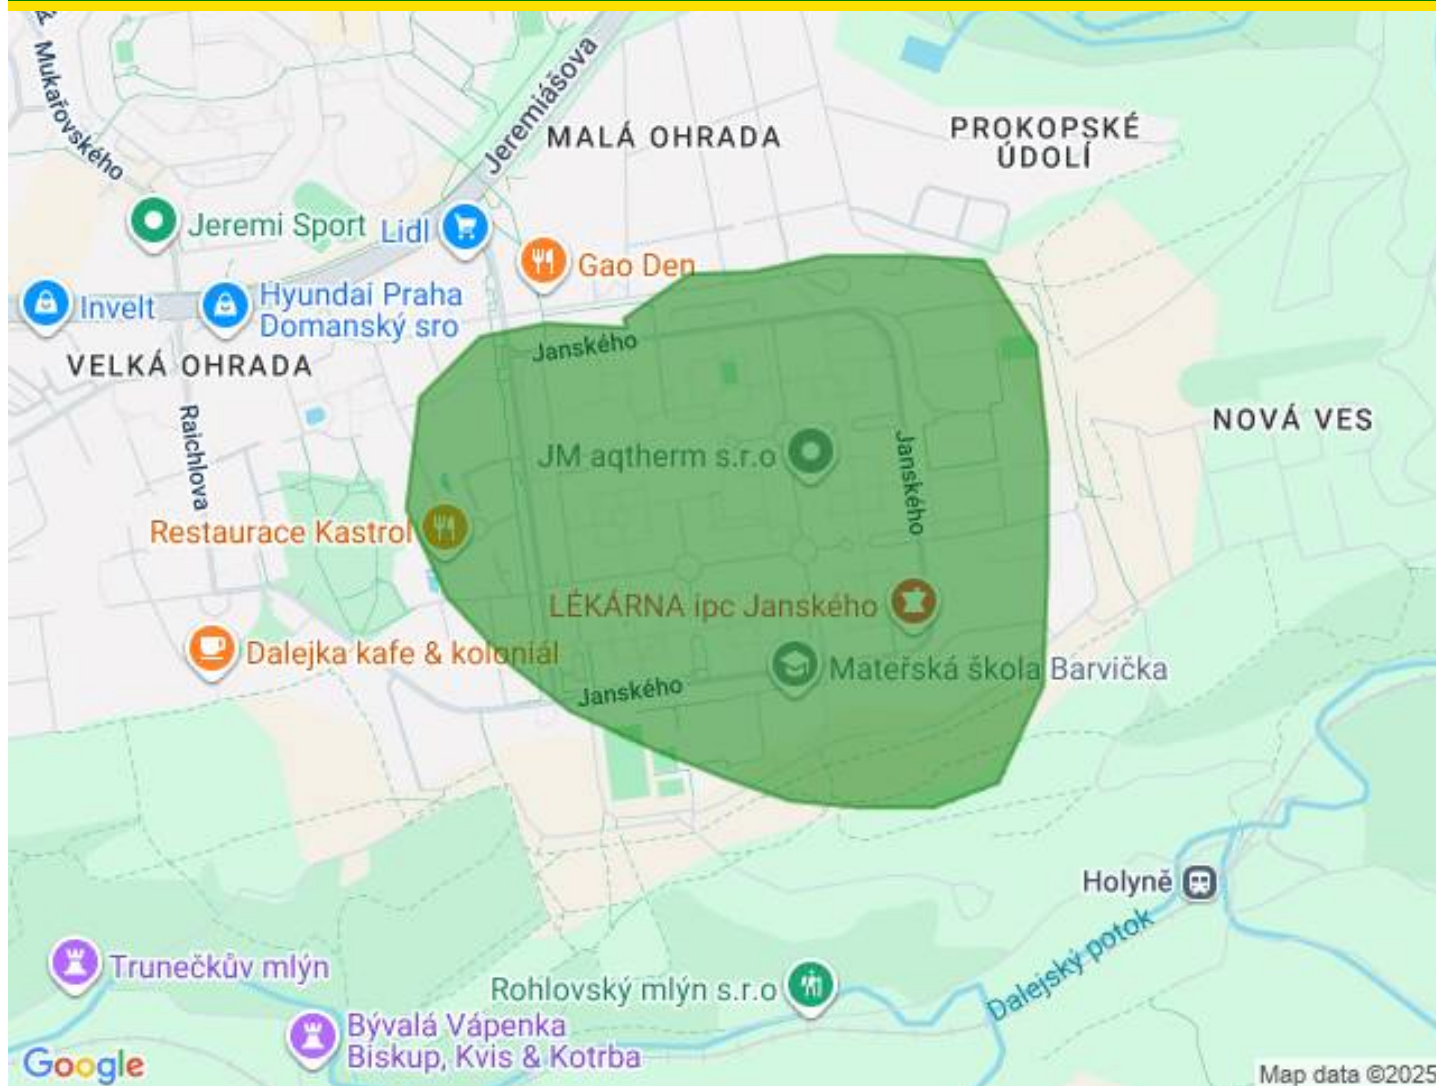 Mukařovského
Jeremiášova
MALÁ OHRADA
PROKOPSKÉ
ÚDOLÍ
Jeremi Sport
Lidl
Gao Den
Invelt
Hyundai Praha
Domanský sro
VELKÁ OHRADA
Janského
Raichlova
NOVÁ VES
JM aqtherm s.r.o
Janského
Restaurace Kastrol
LÉKÁRNA ipc Janského
Dalejka kafe & koloniál
Mateřská škola Barvička
Janského
Holyně
Dalejský potok
Trunečkův mlýn
Rohlovský mlýn s.r.o
Bývalá Vápenka
Biskup, Kvis & Kotrba
Google
Map data ©2025